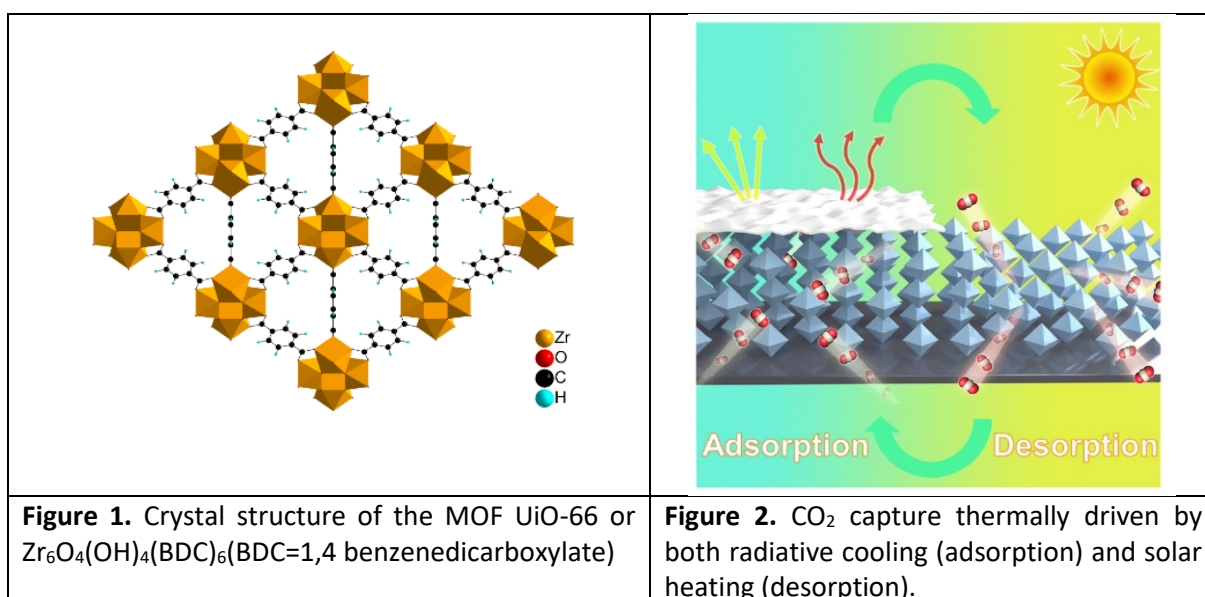 Zr
O
C
H
Adsorption
Desorption
Figure 1. Crystal structure of the MOF UiO-66 or
Zr₆O₄(OH)₄(BDC)₆(BDC=1,4 benzenedicarboxylate)
Figure 2. CO₂ capture thermally driven by
both radiative cooling (adsorption) and solar
heating (desorption).